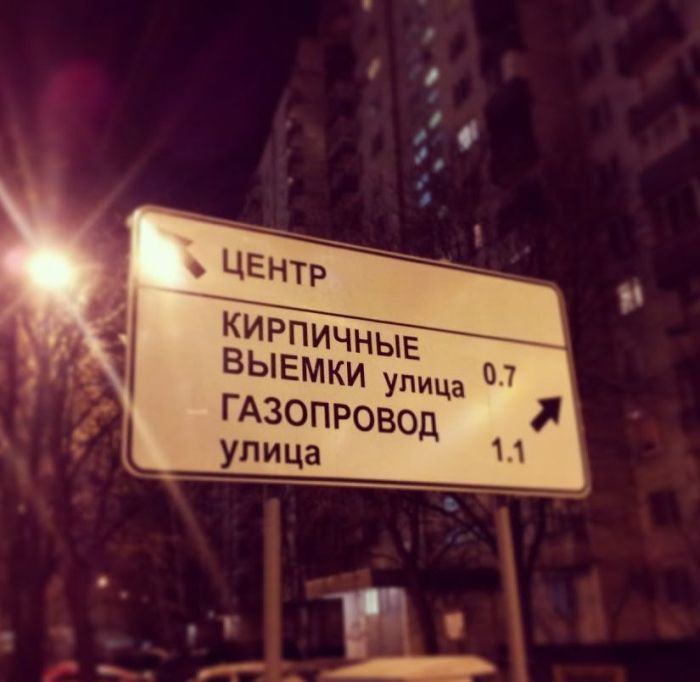 ЦЕНТР
КИРПИЧНЫЕ
ВЫЕМКИ улица 0.7
ГАЗОПРОВОД
улица 1.1